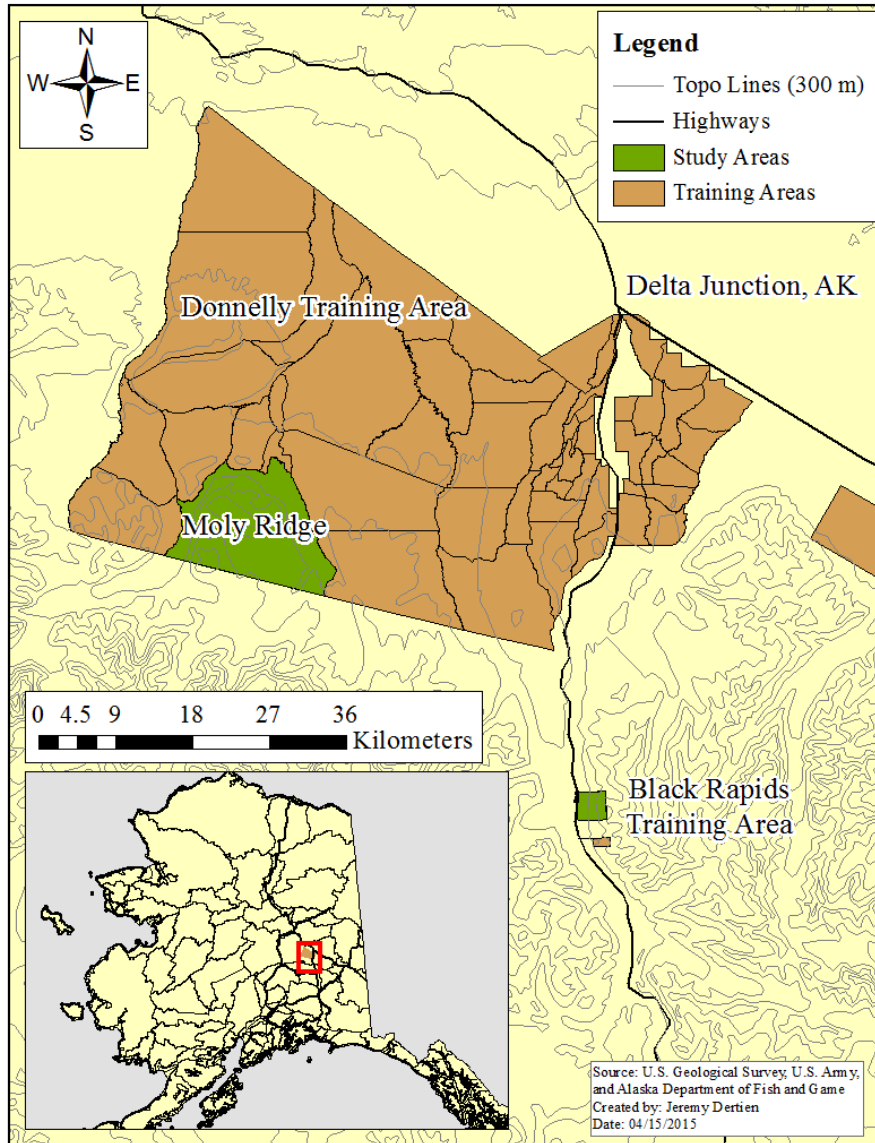 N
W E
S
Legend
Topo Lines (300 m)
Highways
Study Areas
Training Areas
Delta Junction, AK
Donnelly Training Area
Moly Ridge
0 4.5 9 18 27 36
Kilometers
Black Rapids
Training Area
Source: U.S. Geological Survey, U.S. Army,
and Alaska Department of Fish and Game
Created by: Jeremy Dertien
Date: 04/15/2015